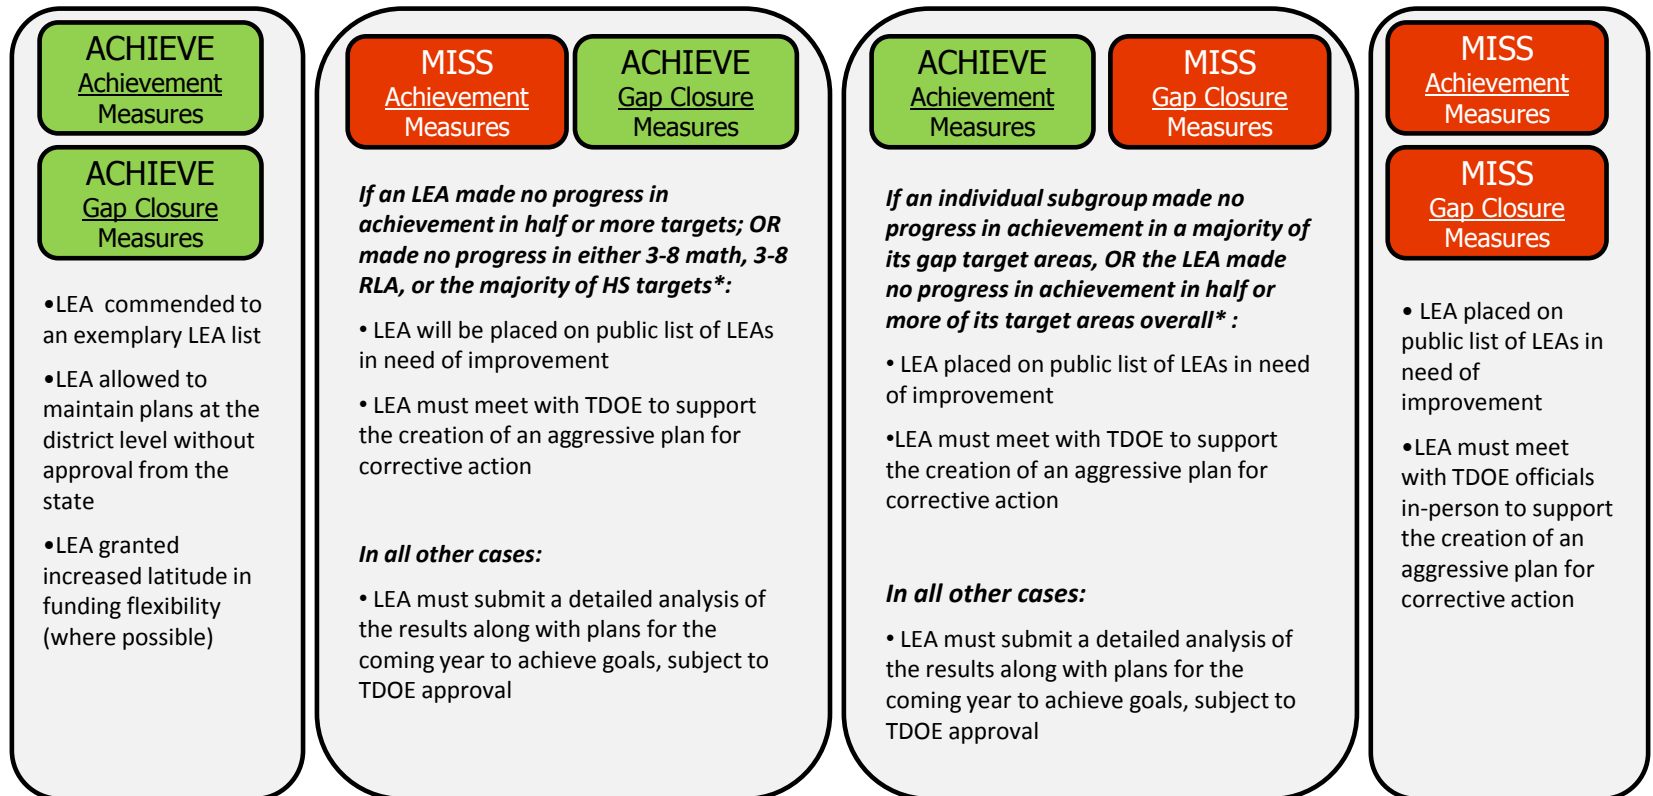 ACHIEVE
Achievement
Measures
ACHIEVE
Gap Closure
Measures
•LEA  commended to
an exemplary LEA list
•LEA allowed to
maintain plans at the
district level without
approval from the
state
•LEA granted
increased latitude in
funding flexibility
(where possible)
MISS
Achievement
Measures
ACHIEVE
Gap Closure
Measures
If an LEA made no progress in
achievement in half or more targets; OR
made no progress in either 3-8 math, 3-8
RLA, or the majority of HS targets*:
• LEA will be placed on public list of LEAs
in need of improvement
• LEA must meet with TDOE to support
the creation of an aggressive plan for
corrective action
In all other cases:
• LEA must submit a detailed analysis of
the results along with plans for the
coming year to achieve goals, subject to
TDOE approval
ACHIEVE
Achievement
Measures
MISS
Gap Closure
Measures
If an individual subgroup made no
progress in achievement in a majority of
its gap target areas, OR the LEA made
no progress in achievement in half or
more of its target areas overall* :
• LEA placed on public list of LEAs in need
of improvement
•LEA must meet with TDOE to support
the creation of an aggressive plan for
corrective action
In all other cases:
• LEA must submit a detailed analysis of
the results along with plans for the
coming year to achieve goals, subject to
TDOE approval
MISS
Achievement
Measures
MISS
Gap Closure
Measures
• LEA placed on
public list of LEAs in
need of
improvement
•LEA must meet
with TDOE officials
in-person to support
the creation of an
aggressive plan for
corrective action